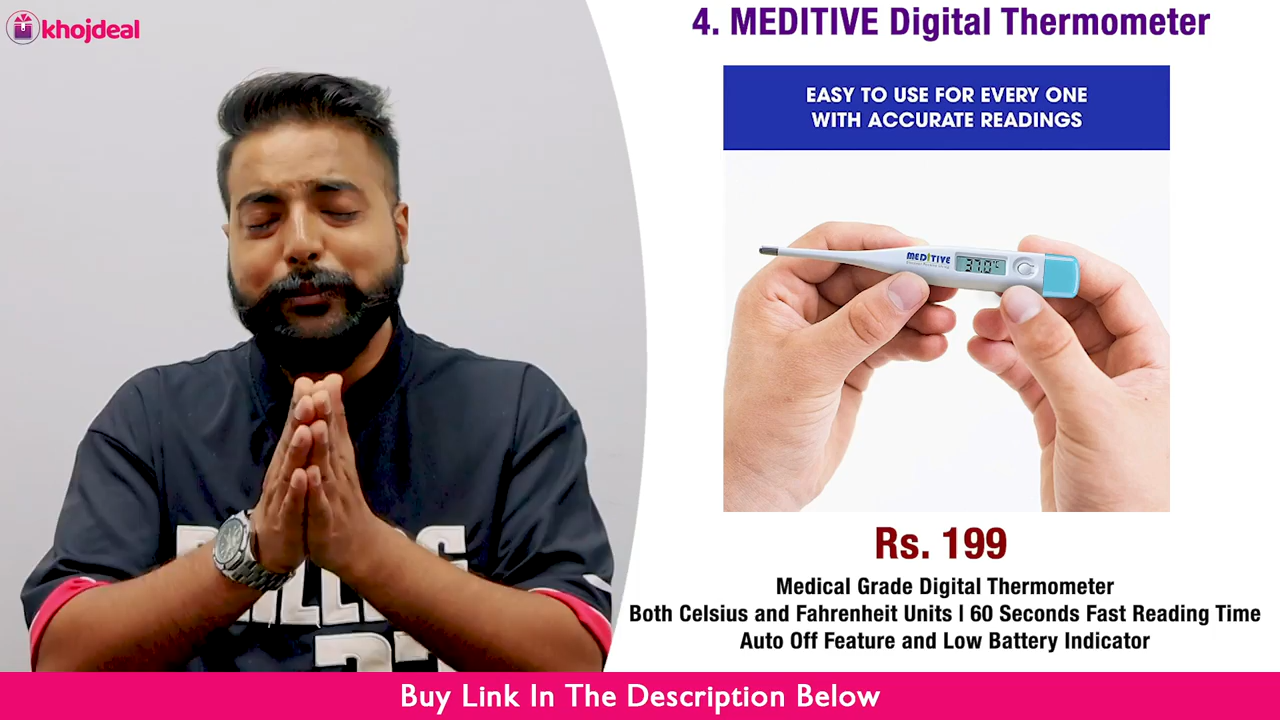 khojdeal
4. MEDITIVE Digital Thermometer
EASY TO USE FOR EVERY ONE
WITH ACCURATE READINGS
MEDITIVE
37.0°C
Rs. 199
Medical Grade Digital Thermometer
Both Celsius and Fahrenheit Units | 60 Seconds Fast Reading Time
Auto Off Feature and Low Battery Indicator
Buy Link In The Description Below